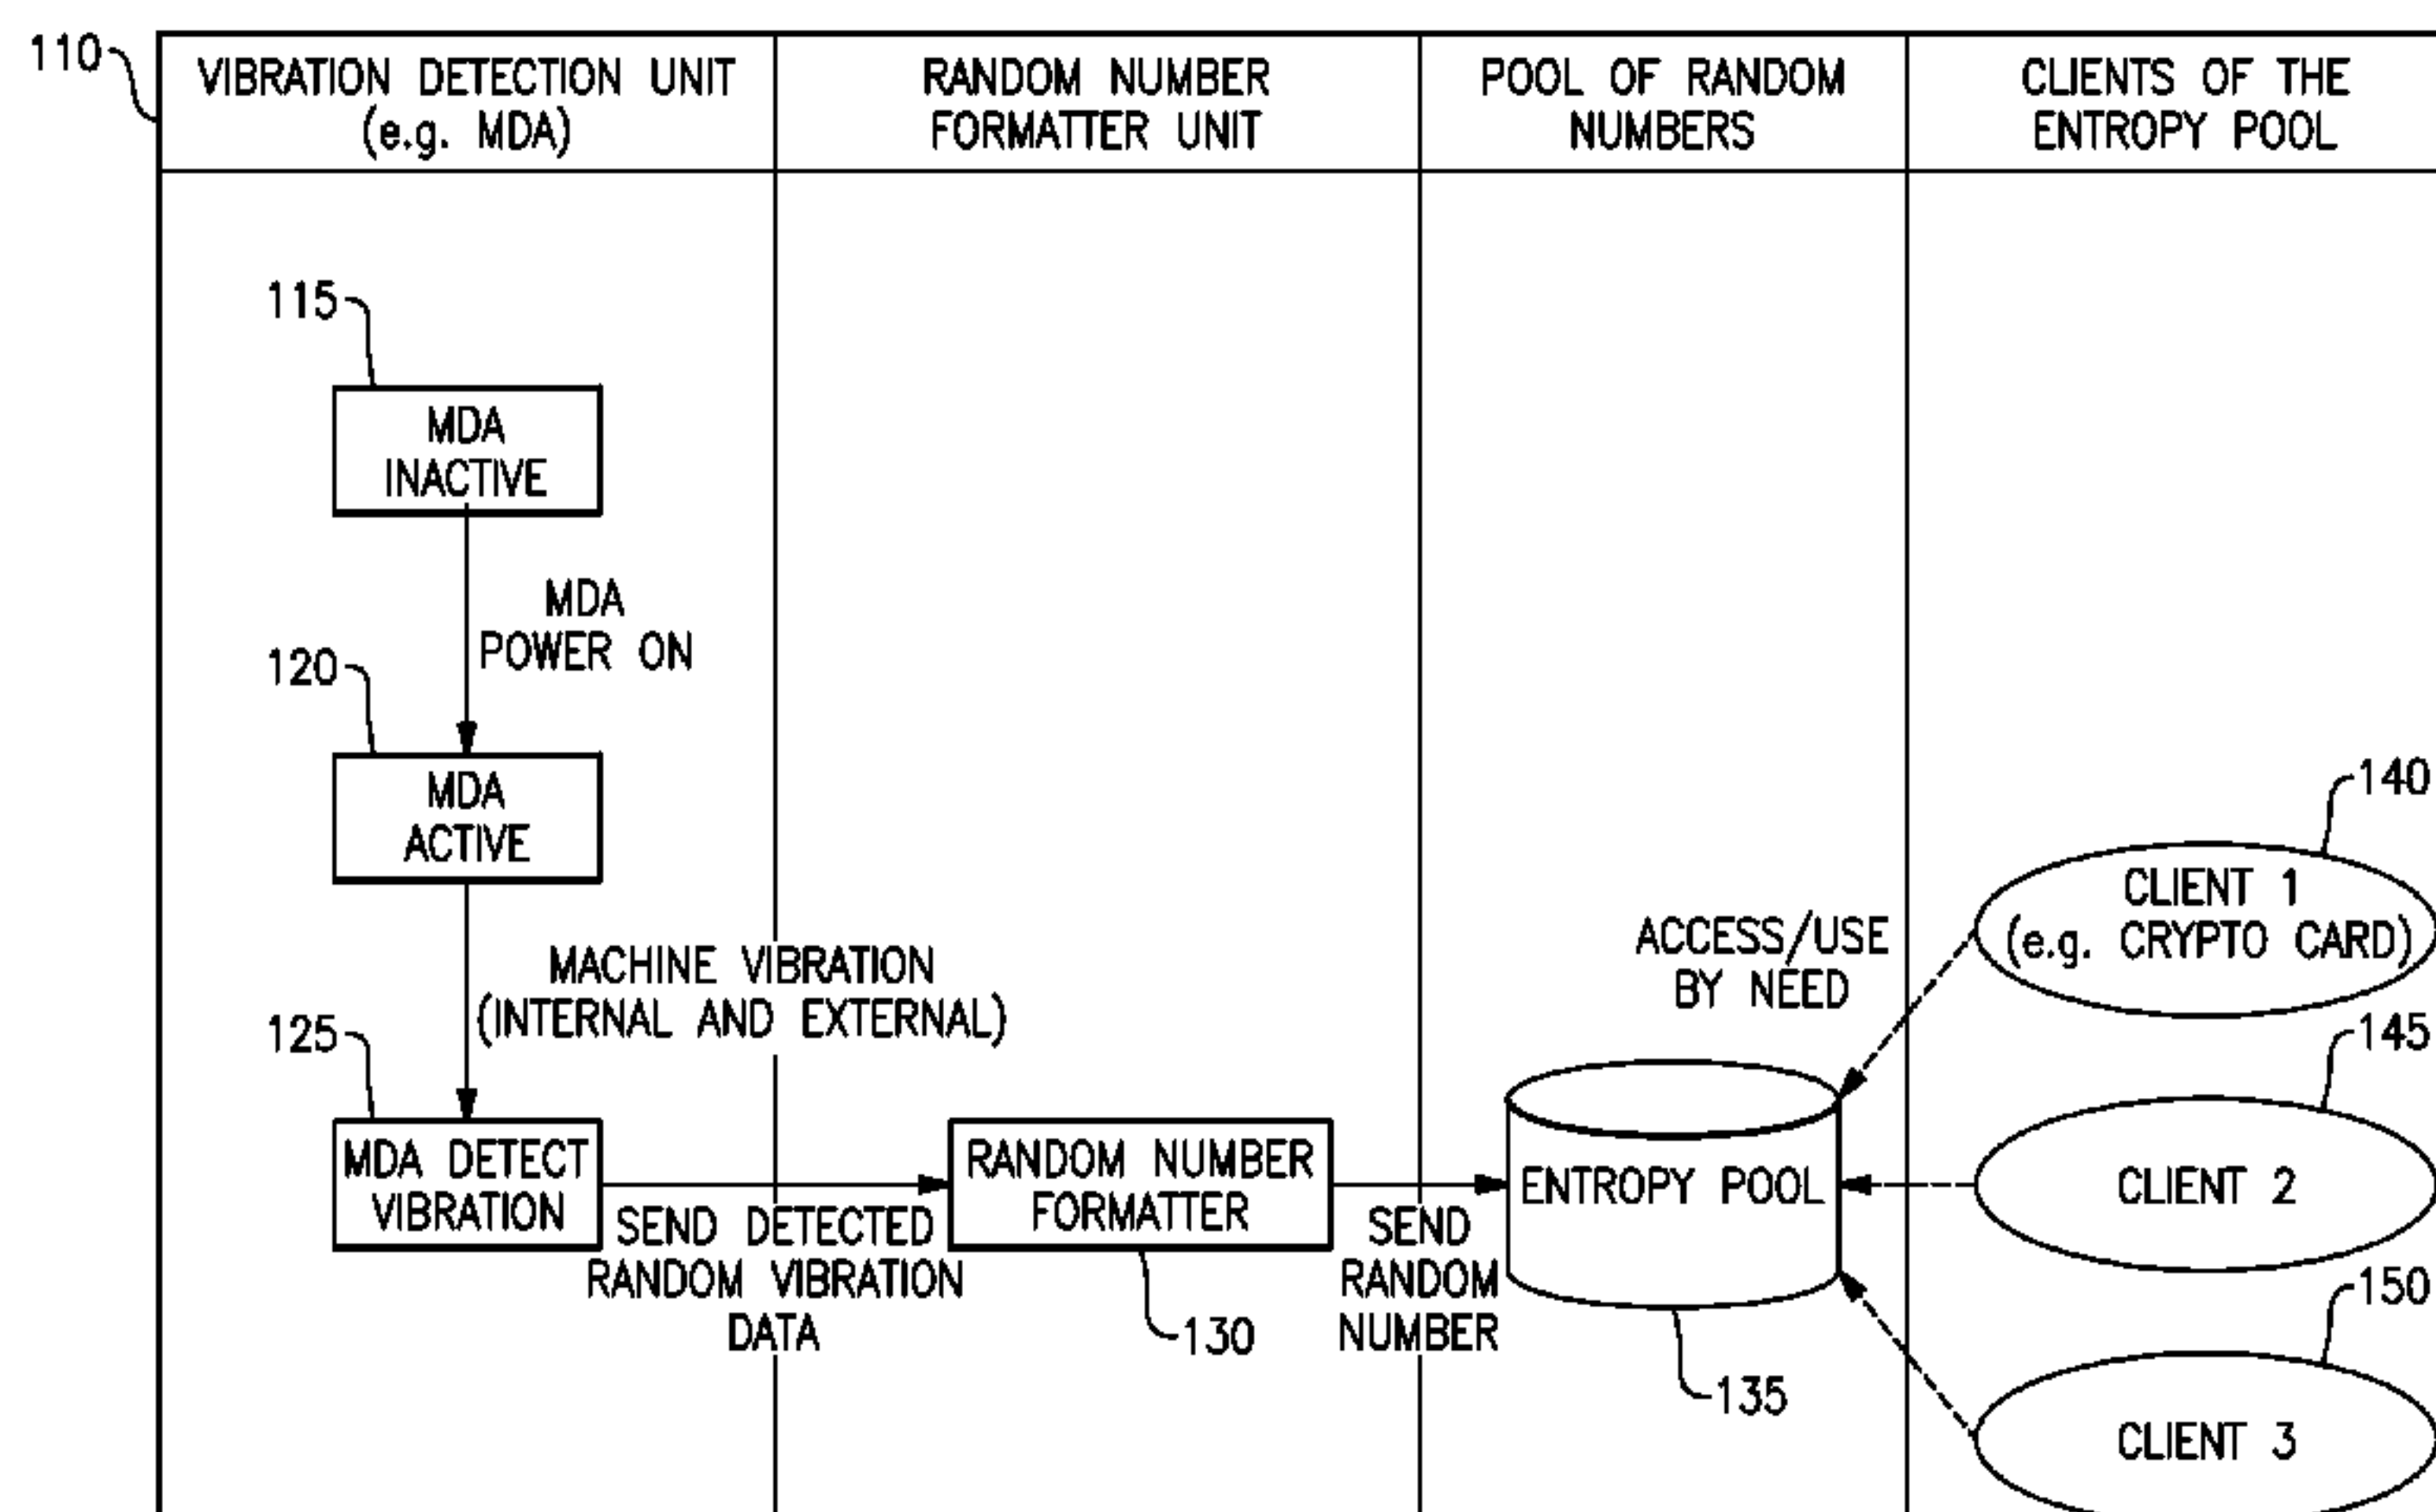 110
VIBRATION DETECTION UNIT
(e.g. MDA)
RANDOM NUMBER
FORMATTER UNIT
POOL OF RANDOM
NUMBERS
CLIENTS OF THE
ENTROPY POOL
115
MDA
INACTIVE
MDA
POWER ON
120
MDA
ACTIVE
MACHINE VIBRATION
(INTERNAL AND EXTERNAL)
125
MDA DETECT
VIBRATION
SEND DETECTED
RANDOM VIBRATION
DATA
RANDOM NUMBER
FORMATTER
130
SEND
RANDOM
NUMBER
ENTROPY POOL
135
ACCESS/USE
BY NEED
140
CLIENT 1
(e.g. CRYPTO CARD)
145
CLIENT 2
150
CLIENT 3